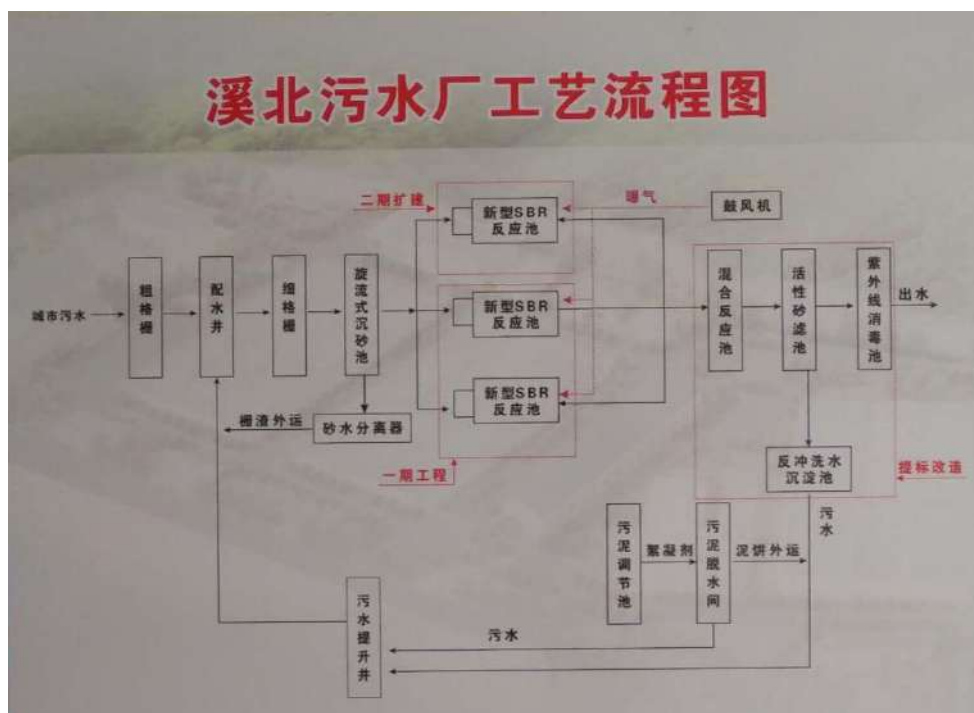 溪北污水厂工艺流程图
二期扩建
新型SBR
反应池
曝气
鼓风机
城市污水
粗格栅
配水井
细格栅
旋流式沉砂池
新型SBR
反应池
混合反应池
活性砂滤池
紫外线消毒池
出水
新型SBR
反应池
栅渣外运
砂水分离器
一期工程
反冲洗水
沉淀池
提标改造
污水
污泥调节池
絮凝剂
污泥脱水间
泥饼外运
污水提升井
污水